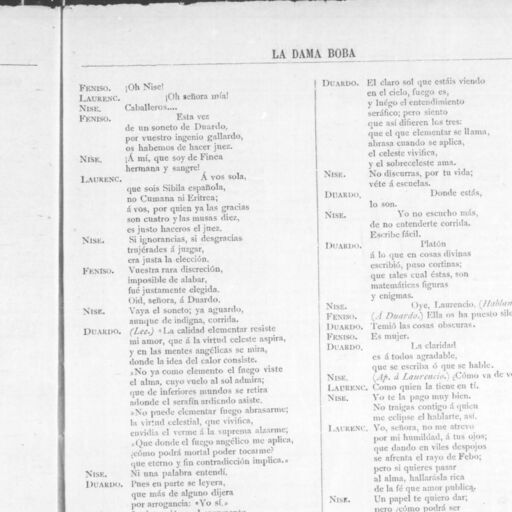 LA DAMA BOBA
FENISO. ¡Oh Nise!
LAURENC. ¡Oh señora mía!
NISE. Caballeros....
FENISO. Esta vez
de un soneto de Duardo,
por vuestro ingenio gallardo,
os habemos de hacer juez.
NISE. ¡Á mí, que soy de Finea
hermana y sangre!
LAURENC. Á vos sola,
que sois Sibila española,
no Cumana ni Eritrea;
á vos, por quien ya las gracias
son cuatro y las musas diez,
es justo haceros el juez.
NISE. Si ignorancias, si desgracias
trujérades á juzgar,
era justa la elección.
FENISO. Vuestra rara discreción,
imposible de alabar,
fué justamente elegida.
Oid, señora, á Duardo.
NISE. Vaya el soneto; ya aguardo,
aunque de indigna, corrida.
DUARDO. (Lee.) «La calidad elementar resiste
mi amor, que á la virtud celeste aspira,
y en las mentes angélicas se mira,
donde la idea del calor consiste.
»No ya como elemento el fuego viste
el alma, cuyo vuelo al sol admira;
que de inferiores mundos se retira
adonde el serafín ardiendo asiste.
»No puede elementar fuego abrasarme;
la virtud celestial, que vivifica,
envidia el verme á la suprema alzarme;
»Que donde el fuego angélico me aplica,
¿cómo podrá mortal poder tocarme?
que eterno y fin contradicción implica.»
NISE. Ni una palabra entendí.
DUARDO. Pues en parte se leyera,
que más de alguno dijera
por arrogancia: «Yo sí.»
DUARDO. El claro sol que estáis viendo
en el cielo, fuego es,
y luégo el entendimiento
seráfico; pero siento
que así difieren los tres:
que el que elementar se llama,
abrasa cuando se aplica,
el celeste vivifica,
y el sobreceleste ama.
NISE. No discurras, por tu vida;
véte á escuelas.
DUARDO, Donde estás,
lo son.
NISE. Yo no escucho más,
de no entenderte corrida.
Escribe fácil.
DUARDO. Platón
á lo que en cosas divinas
escribió, puso cortinas;
que tales cual éstas, son
matemáticas figuras
y enigmas.
NISE. Oye, Laurencio. (Hablan
FENISO. (Á Duardo.) Ella os ha puesto sile
DUARDO. Temió las cosas obscuras.
FENISO. Es mujer.
DUARDO, La claridad
es á todos agradable,
que se escriba ó que se hable.
NISE. (Ap. á Laurencio.) ¿Cómo va de v
LAURENC. Como quien la tiene en tí.
NISE. Yo te la pago muy bien.
No traigas contigo á quien
me eclipse el hablarte, así.
LAURENC. Yo, señora, no me atrevo
por mi humildad, á tus ojos;
que dando en viles despojos
se afrenta el rayo de Febo;
pero si quieres pasar
al alma, hallarásla rica
de la fé que amor publica.
NISE. Un papel te quiero dar;
pero ¿cómo podrá ser